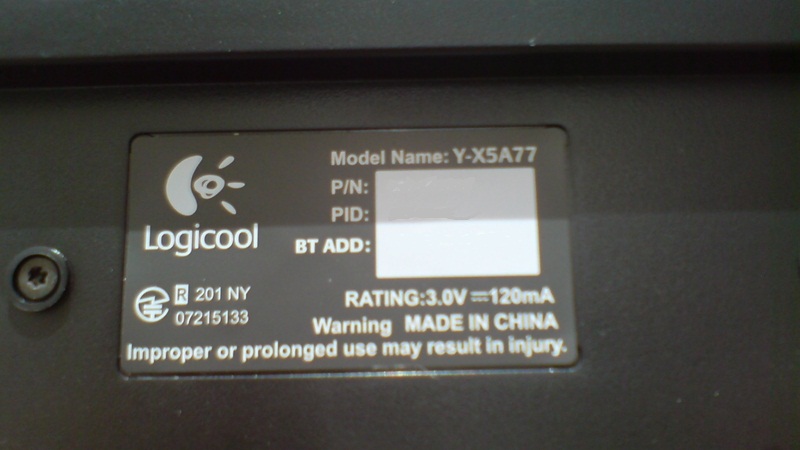 Model Name: Y-X5A77
P/N:
PID:
BT ADD:
Logicool
R 201 NY
07215133
RATING:3.0V ⎓120mA
Warning MADE IN CHINA
Improper or prolonged use may result in injury.